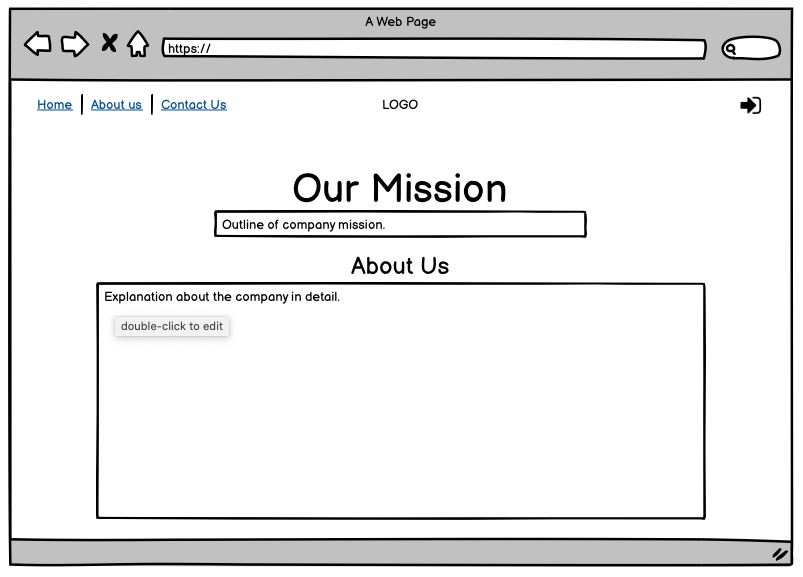 A Web Page
https://
Home About us Contact Us LOGO
Our Mission
Outline of company mission.
About Us
Explanation about the company in detail.
double-click to edit